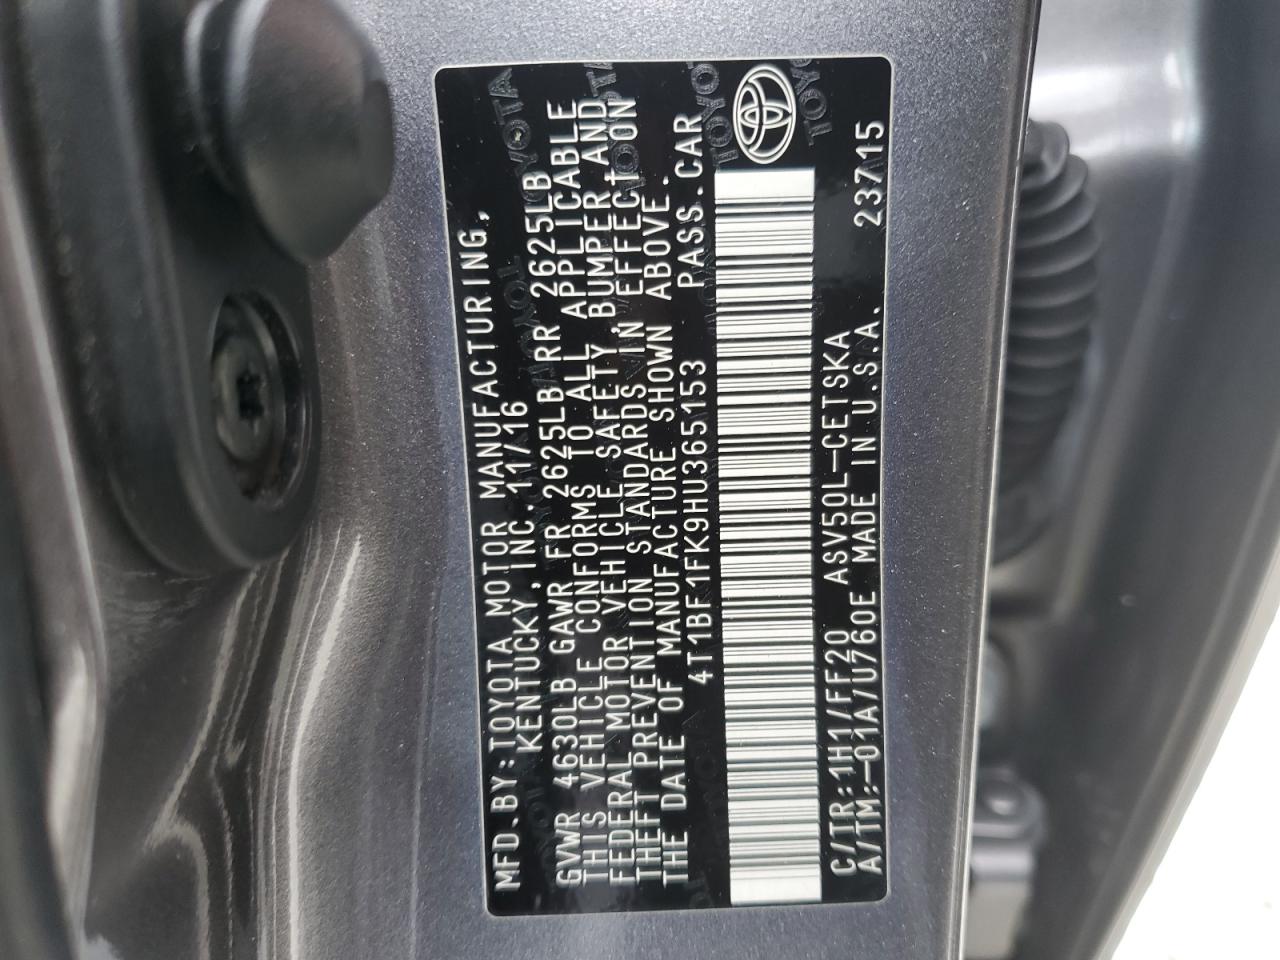 MFD.BY:TOYOTA MOTOR MANUFACTURING,
KENTUCKY,INC.11/16
GVWR 4630LB GAWR FR 2625LB RR 2625LB
THIS VEHICLE CONFORMS TO ALL APPLICABLE
FEDERAL MOTOR VEHICLE SAFETY,BUMPER,AND
THEFT PREVENTION STANDARDS IN EFFECT ON
THE DATE OF MANUFACTURE SHOWN ABOVE.
4T1BF1FK9HU365153 PASS.CAR
C/TR:1H1/FF20 ASV50L-CETSKA
A/TM:-01A/U760E MADE IN U.S.A. 23715